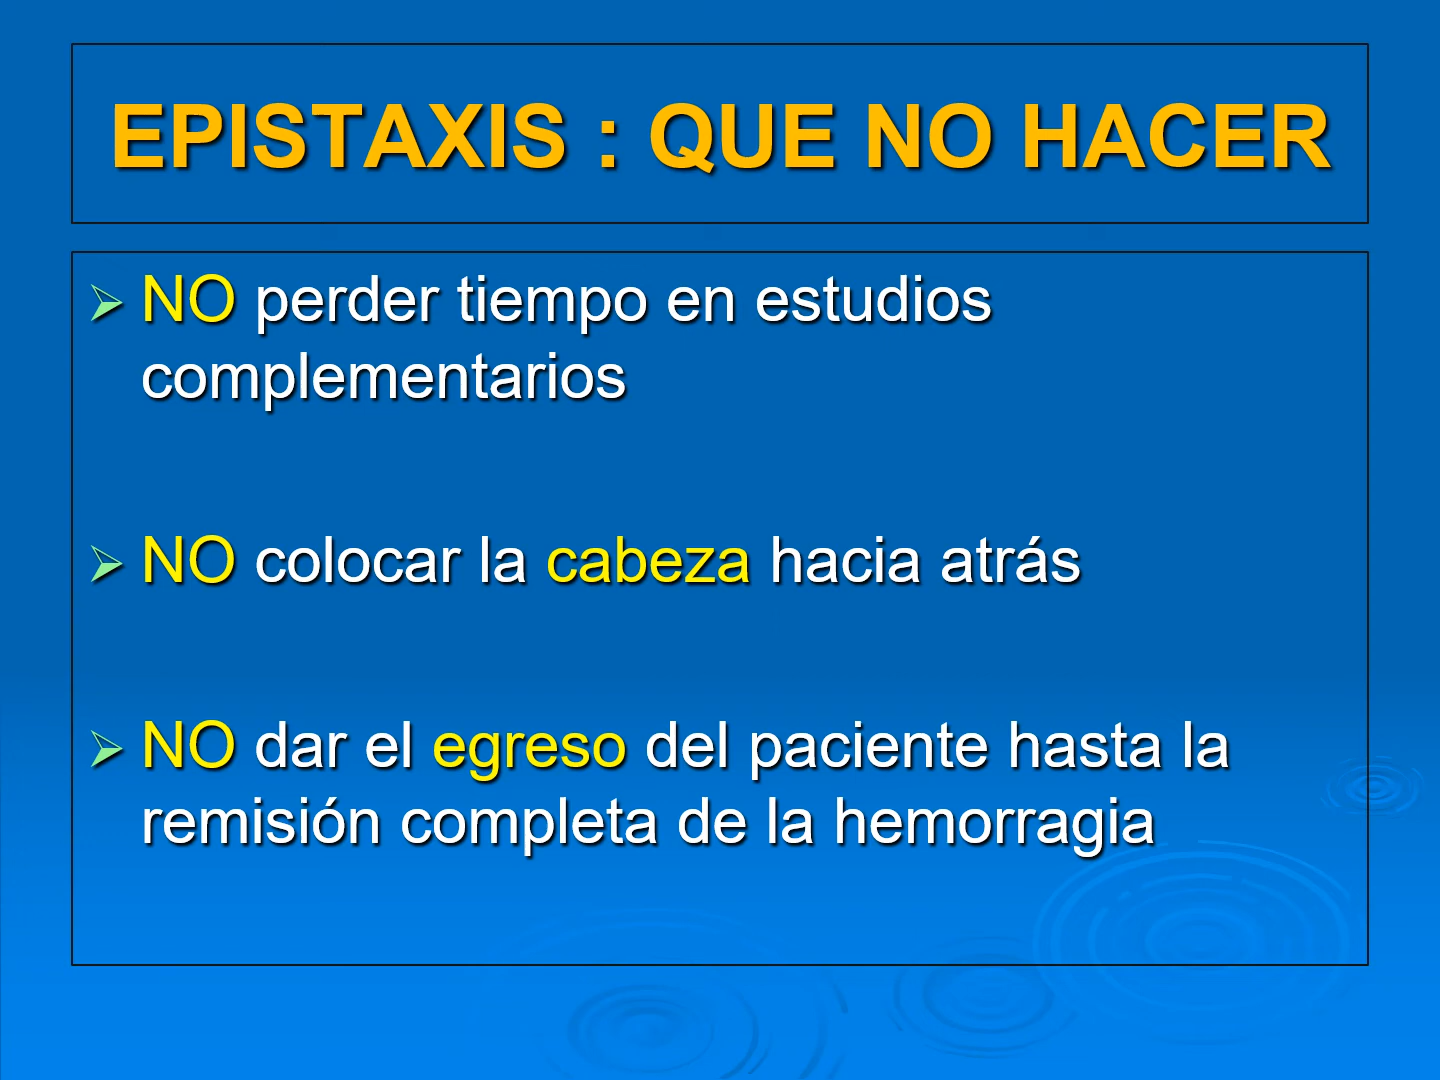 EPISTAXIS : QUE NO HACER
NO perder tiempo en estudios
complementarios
NO colocar la cabeza hacia atrás
NO dar el egreso del paciente hasta la
remisión completa de la hemorragia